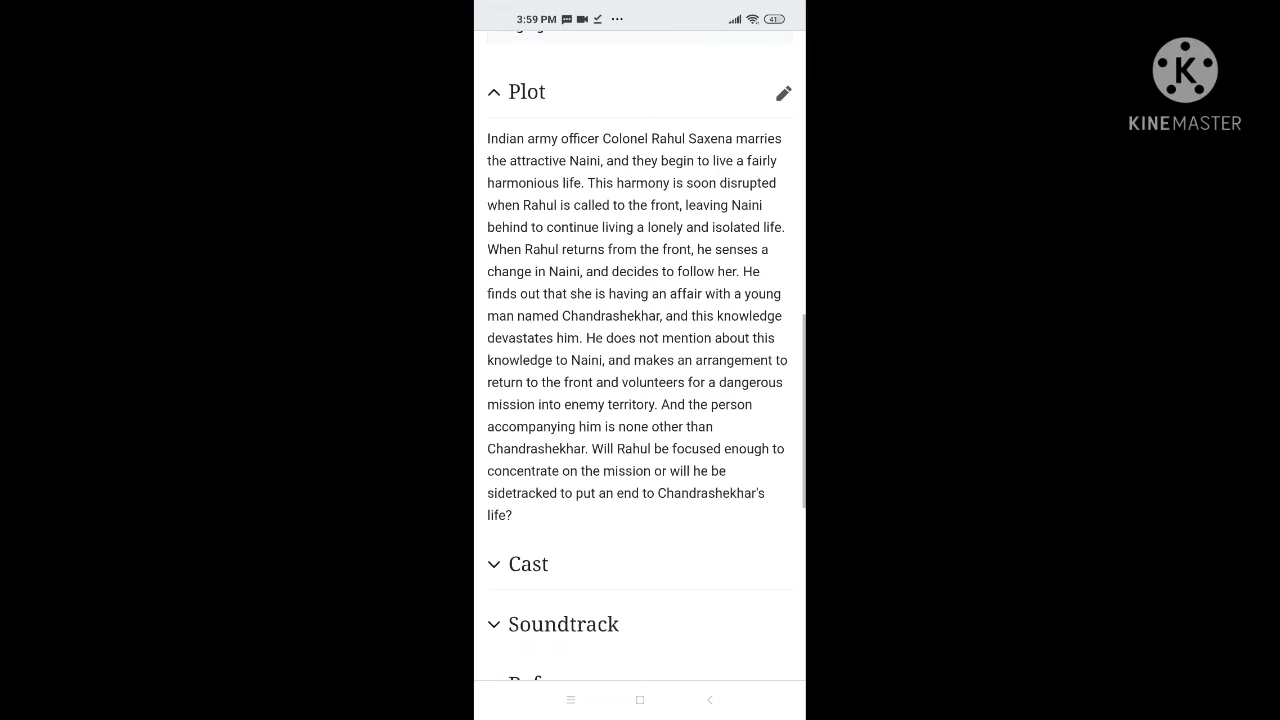 3:59 PM
41
KINEMASTER
Plot
Indian army officer Colonel Rahul Saxena marries
the attractive Naini, and they begin to live a fairly
harmonious life. This harmony is soon disrupted
when Rahul is called to the front, leaving Naini
behind to continue living a lonely and isolated life.
When Rahul returns from the front, he senses a
change in Naini, and decides to follow her. He
finds out that she is having an affair with a young
man named Chandrashekhar, and this knowledge
devastates him. He does not mention about this
knowledge to Naini, and makes an arrangement to
return to the front and volunteers for a dangerous
mission into enemy territory. And the person
accompanying him is none other than
Chandrashekhar. Will Rahul be focused enough to
concentrate on the mission or will he be
sidetracked to put an end to Chandrashekhar's
life?
Cast
Soundtrack